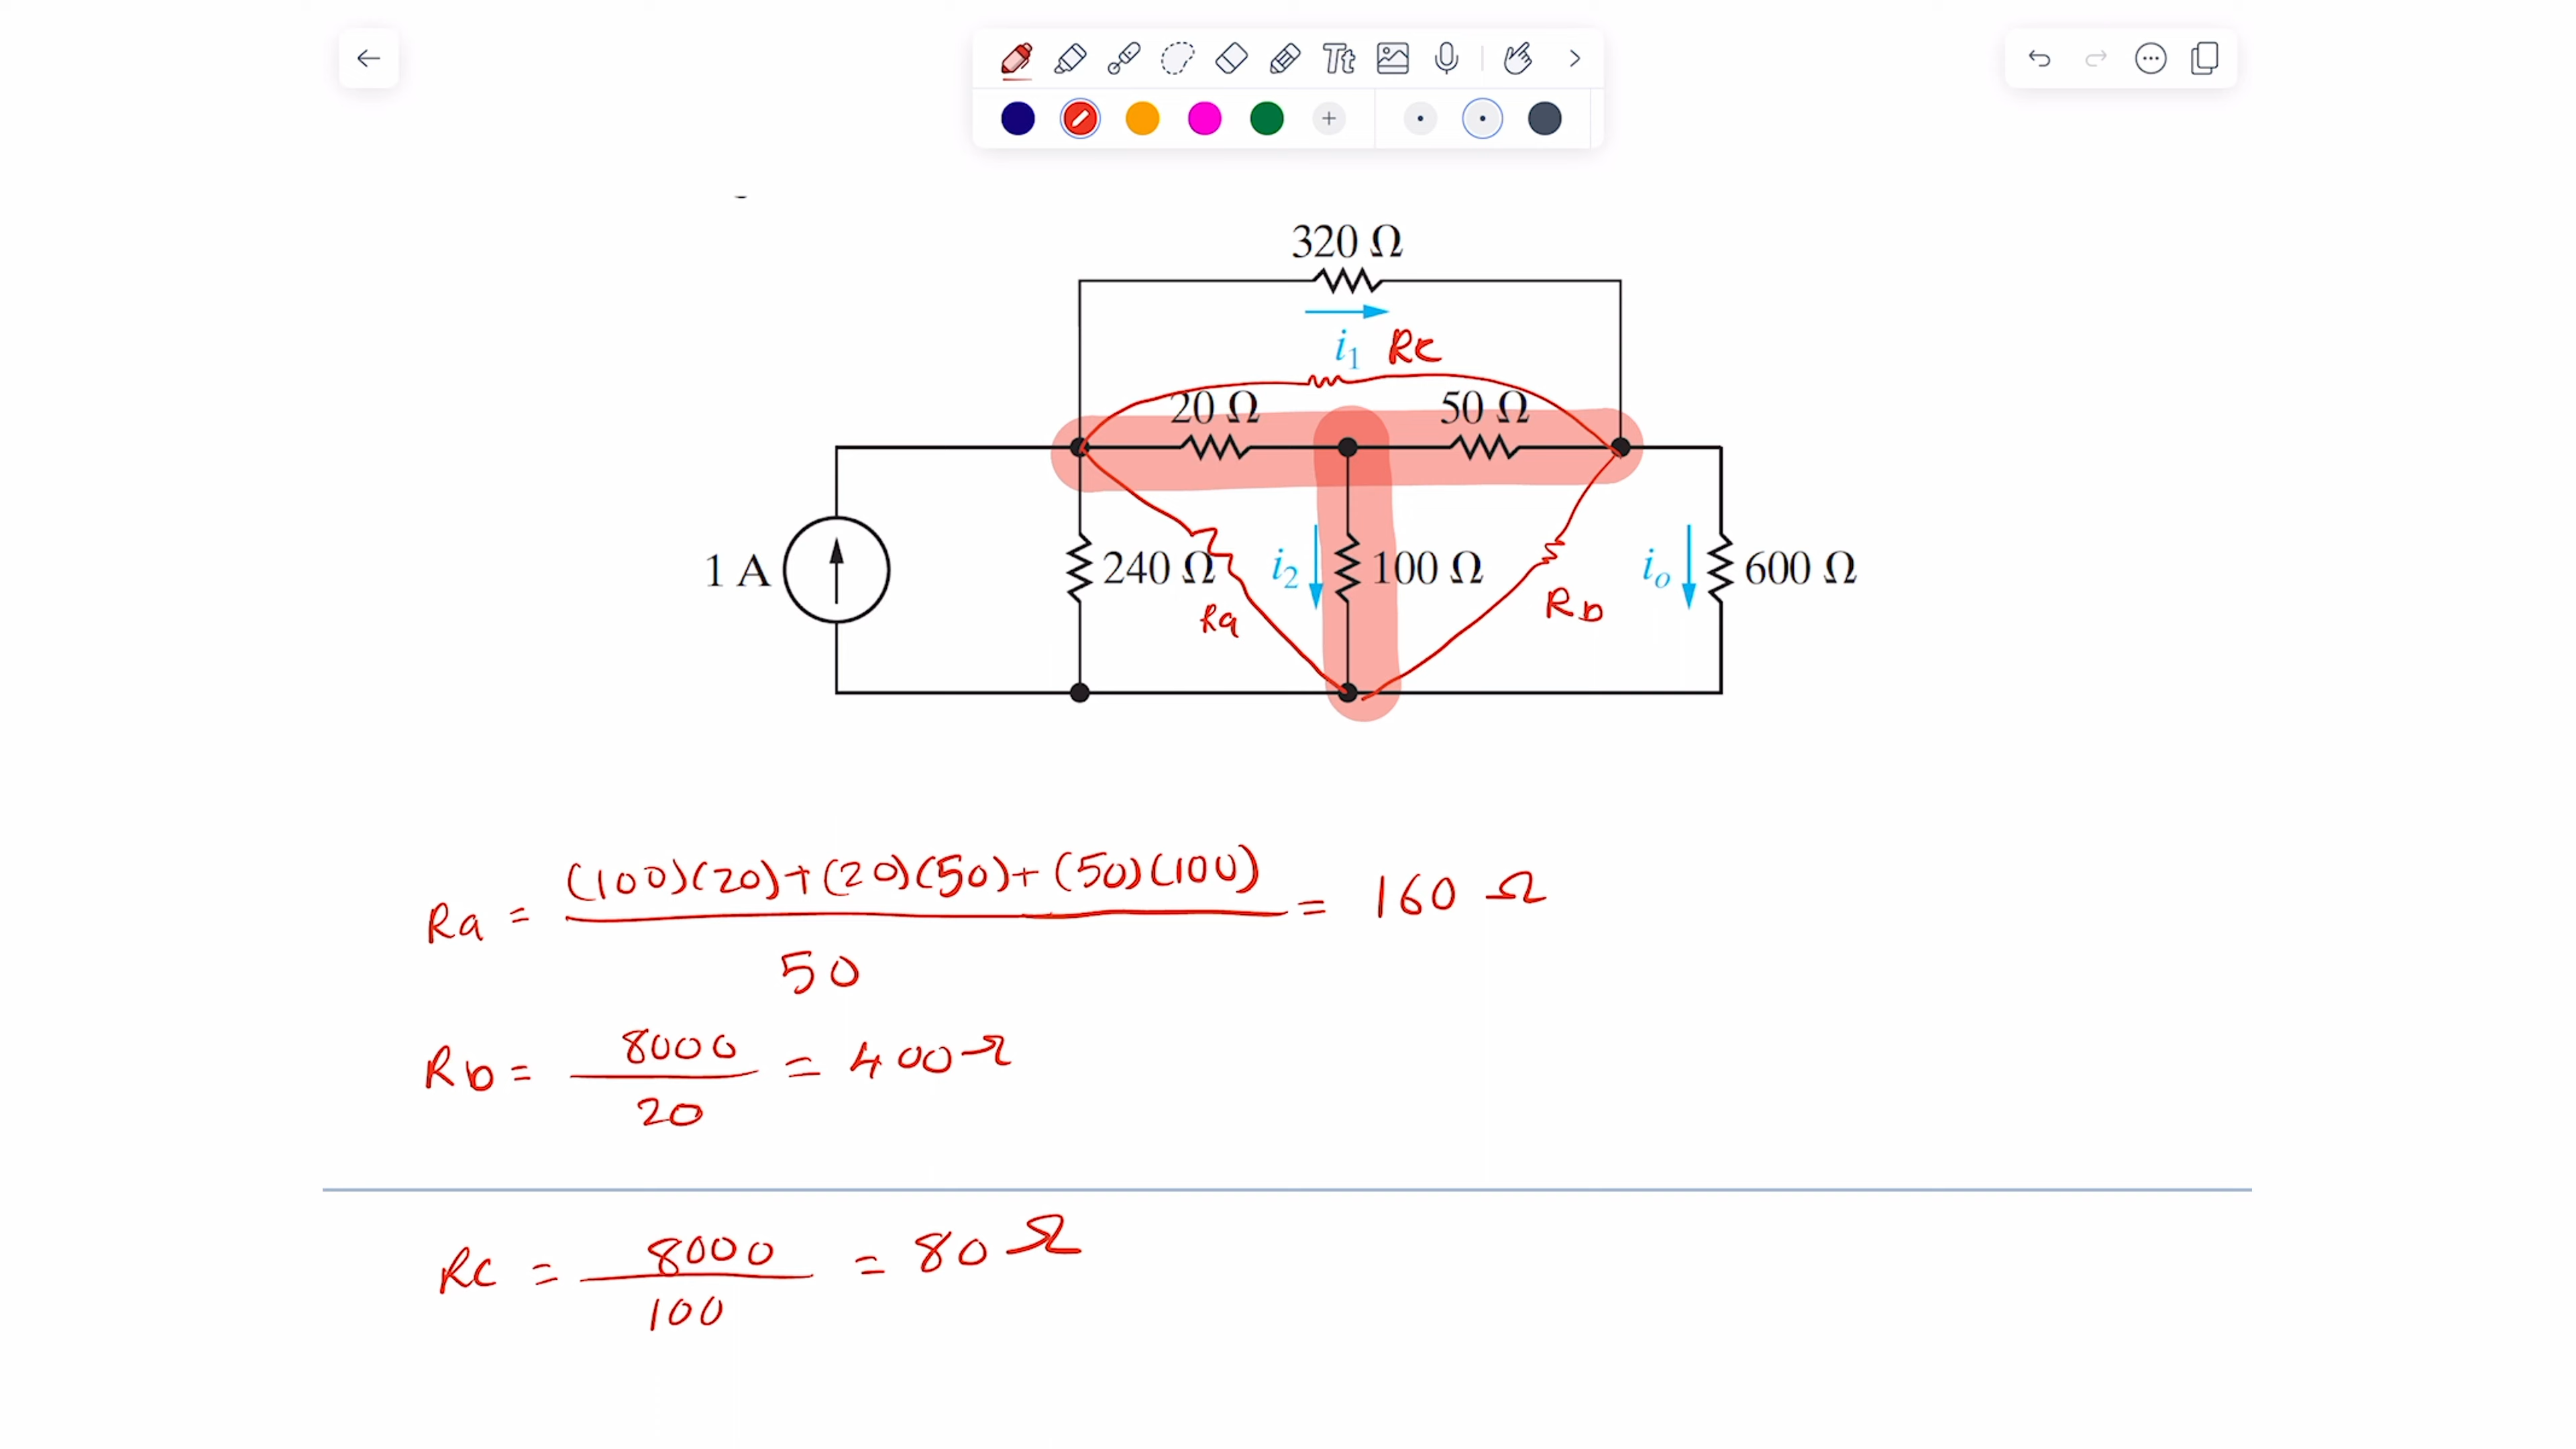 Tt
320 Ω
i1 Rc
20 Ω 50 Ω
1 A 240 Ω i2 100 Ω io 600 Ω
Ra Rb
Ra = (100)(20)+(20)(50)+(50)(100) / 50 = 160 Ω
Rb = 8000 / 20 = 400 Ω
Rc = 8000 / 100 = 80 Ω